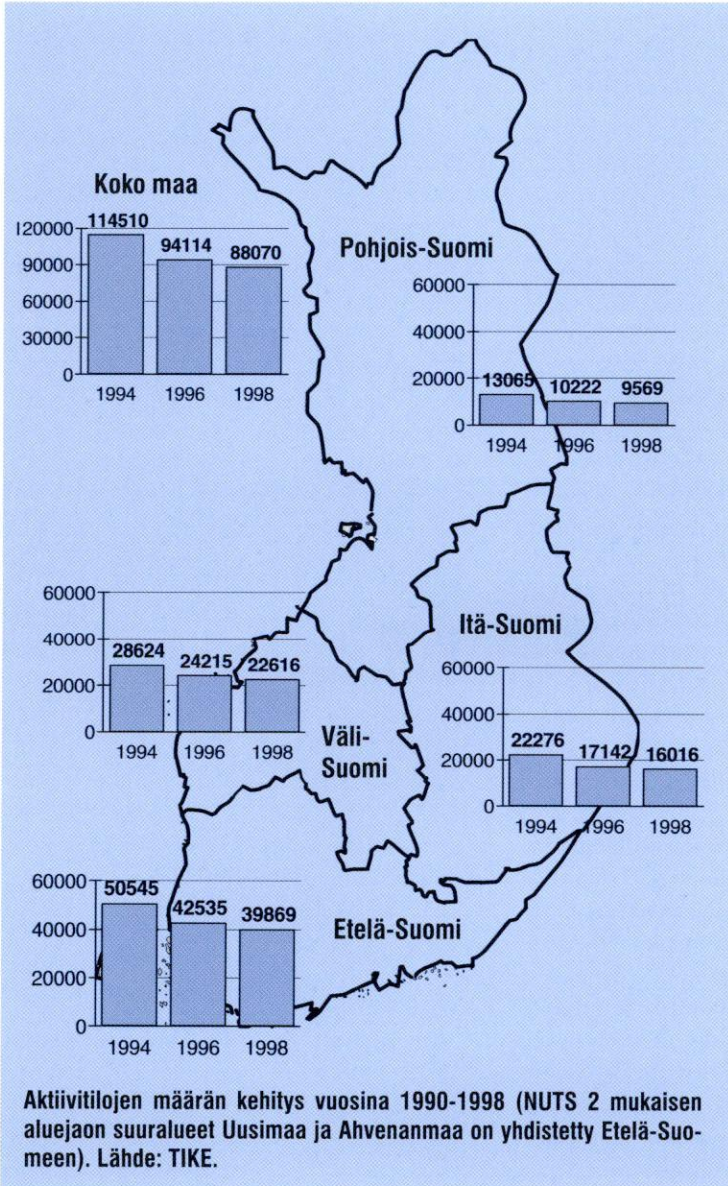 Koko maa
120000
90000
60000
30000
0
114510
94114
88070
1994 1996 1998
Pohjois-Suomi
60000
40000
20000
0
13065
10222
9569
1994 1996 1998
60000
40000
20000
0
28624
24215
22616
1994 1996 1998
Väli-
Suomi
Itä-Suomi
60000
40000
20000
0
22276
17142
16016
1994 1996 1998
60000
40000
20000
0
50545
42535
39869
1994 1996 1998
Etelä-Suomi
Aktiivitilojen määrän kehitys vuosina 1990-1998 (NUTS 2 mukaisen
aluejaon suuralueet Uusimaa ja Ahvenanmaa on yhdistetty Etelä-Suo-
meen). Lähde: TIKE.